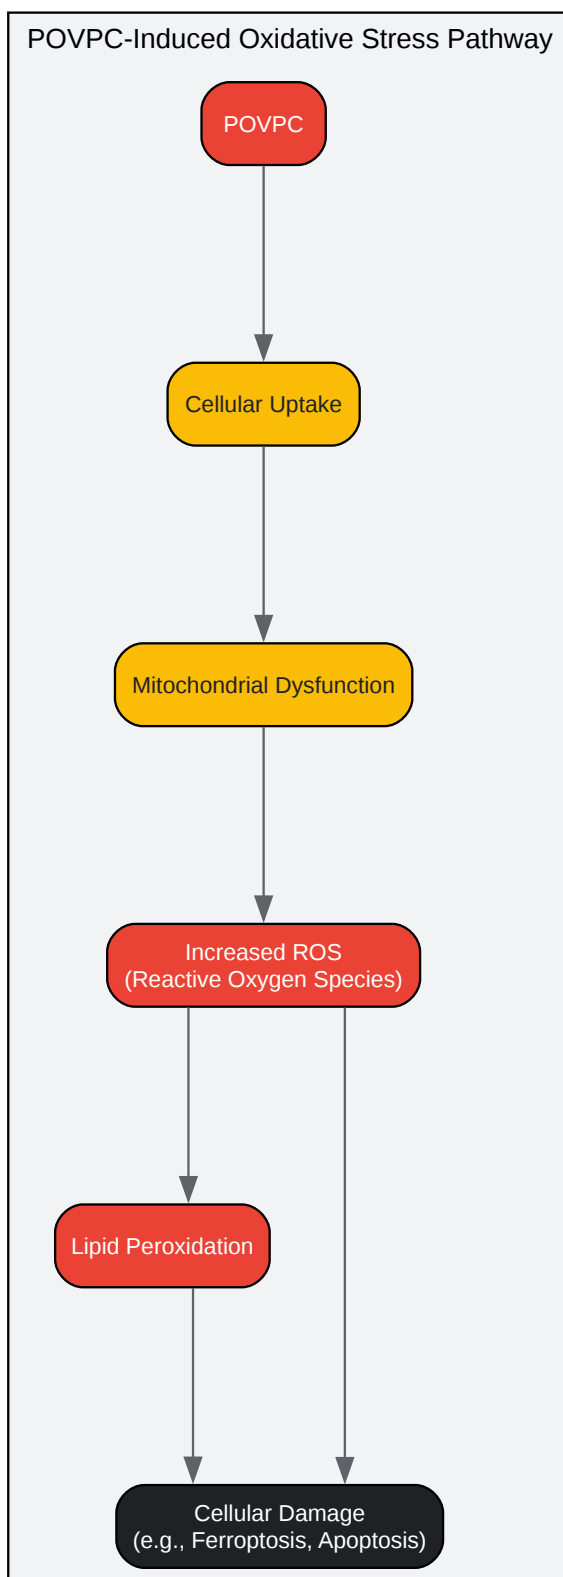 POVPC-Induced Oxidative Stress Pathway
POVPC
Cellular Uptake
Mitochondrial Dysfunction
Increased ROS
(Reactive Oxygen Species)
Lipid Peroxidation
Cellular Damage
(e.g., Ferroptosis, Apoptosis)